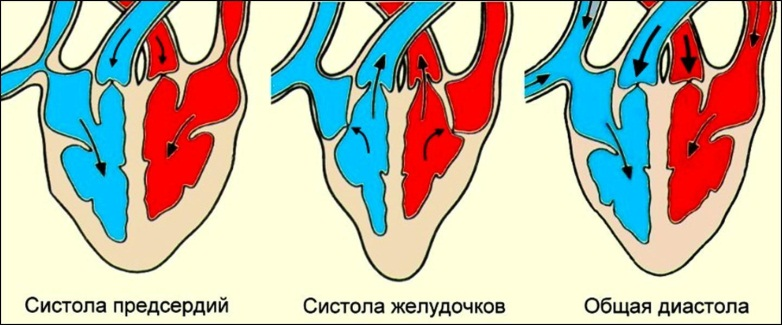 Систола предсердий
Систола желудочков
Общая диастола